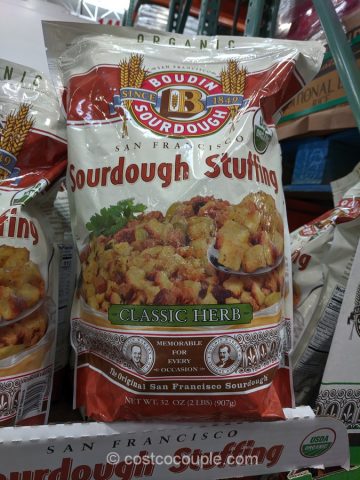 ORGANIC
BOUDIN
SINCE 1849
B
SOURDOUGH
SAN FRANCISCO
Sourdough Stuffing
CLASSIC HERB
MEMORABLE
FOR
EVERY
OCCASION
The Original San Francisco Sourdough
NET WT. 32 OZ (2 LBS) 907g
SAN FRANCISCO
Sourdough Stuffing
USDA
ORGANIC
© costcocouple.com